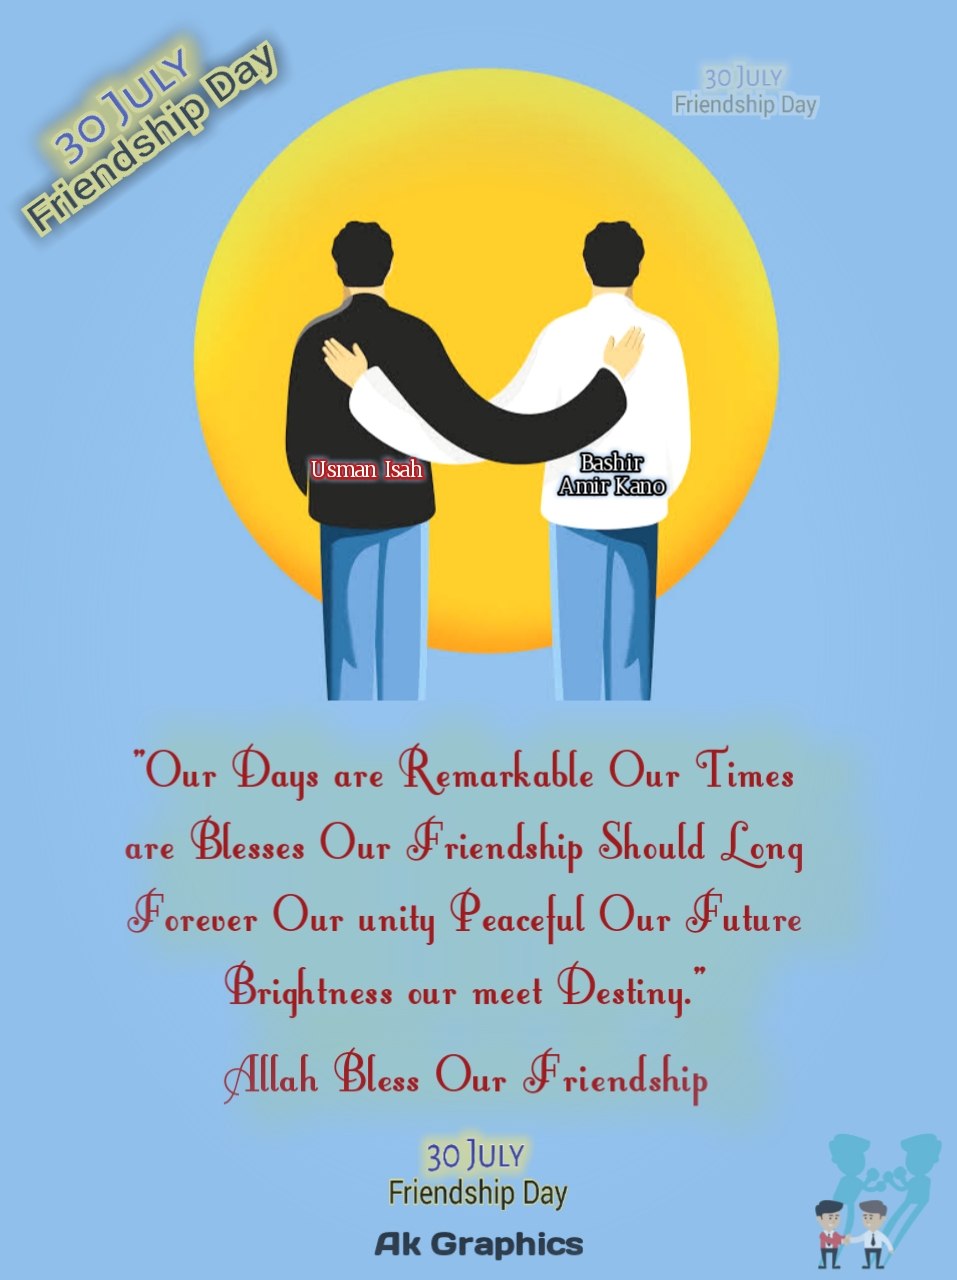 30 July
Friendship Day
30 July
Friendship Day
Usman Isah
Bashir
Amir Kano
"Our Days are Remarkable Our Times
are Blesses Our Friendship Should Long
Forever Our unity Peaceful Our Future
Brightness our meet Destiny."
Allah Bless Our Friendship
30 July
Friendship Day
Ak Graphics